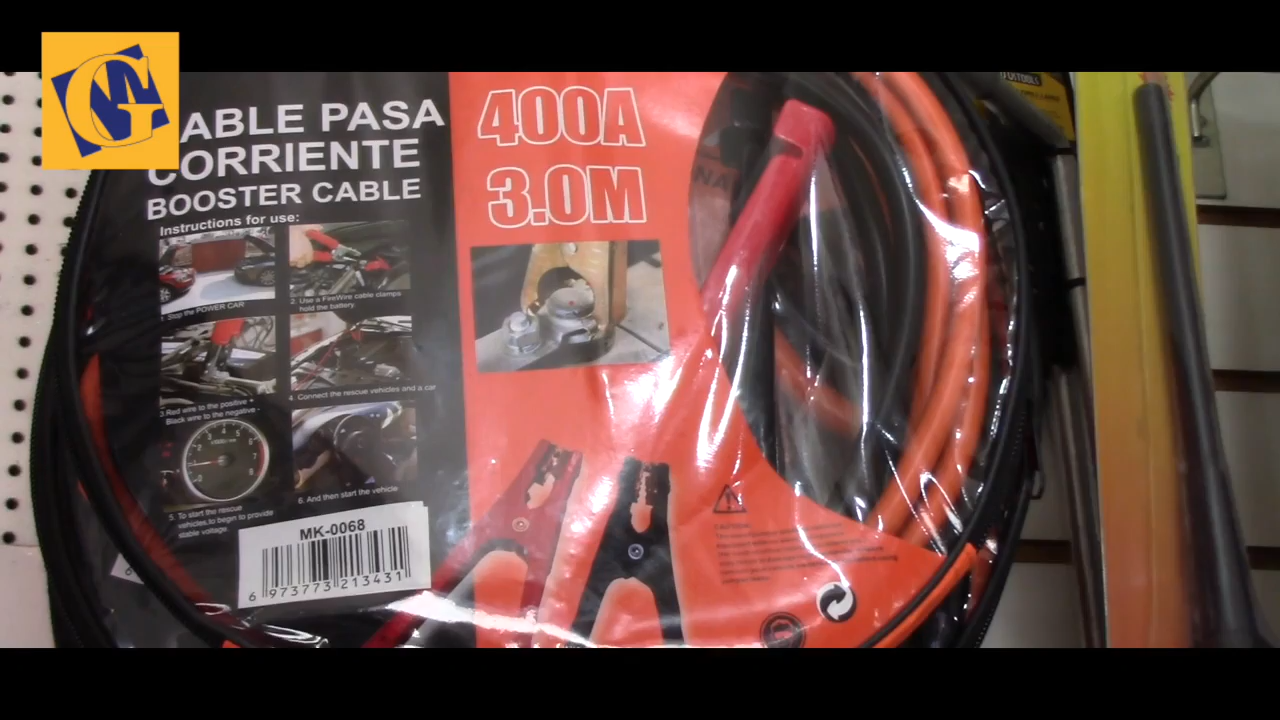 ABLE PASA
CORRIENTE
BOOSTER CABLE
Instructions for use:
1. Stop the POWER CAR
2. Use a FireWire cable clamps
hold the battery.
3.Red wire to the positive +
Black wire to the negative -
4. Connect the rescue vehicles and a car
5. To start the rescue
vehicles,to begin to provide
stable voltage.
6. And then start the vehicle
MK-0068
6 973773 213431
400A
3.0M
CAUTION: